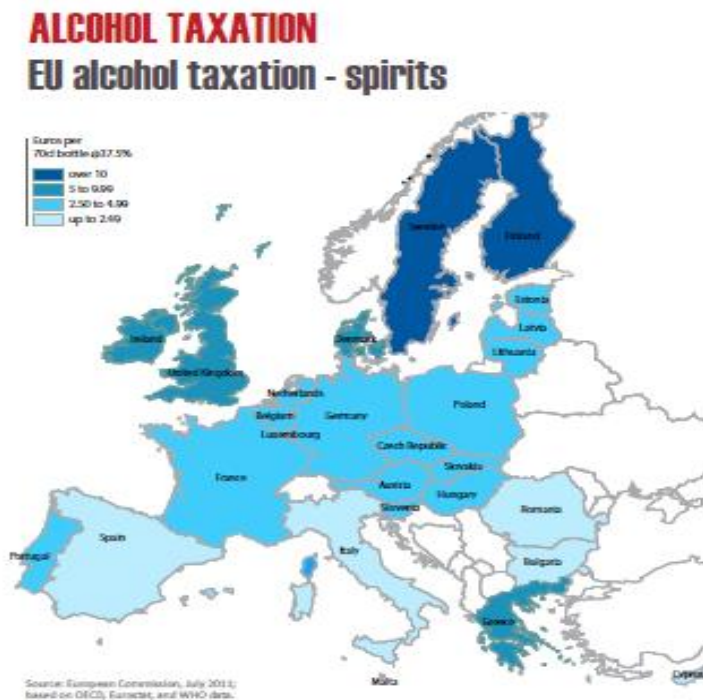 ALCOHOL TAXATION
EU alcohol taxation - spirits
Euros per
70cl bottle @37.5%
over 10
5 to 9.99
2.50 to 4.99
up to 2.49
Sweden
Finland
Estonia
Latvia
Lithuania
Ireland
Denmark
United Kingdom
Netherlands
Belgium
Germany
Poland
Luxembourg
Czech Republic
Slovakia
France
Austria
Hungary
Slovenia
Romania
Portugal
Spain
Italy
Bulgaria
Greece
Malta
Cyprus
Source: European Commission, July 2011;
based on OECD, Eurostat, and WHO data.